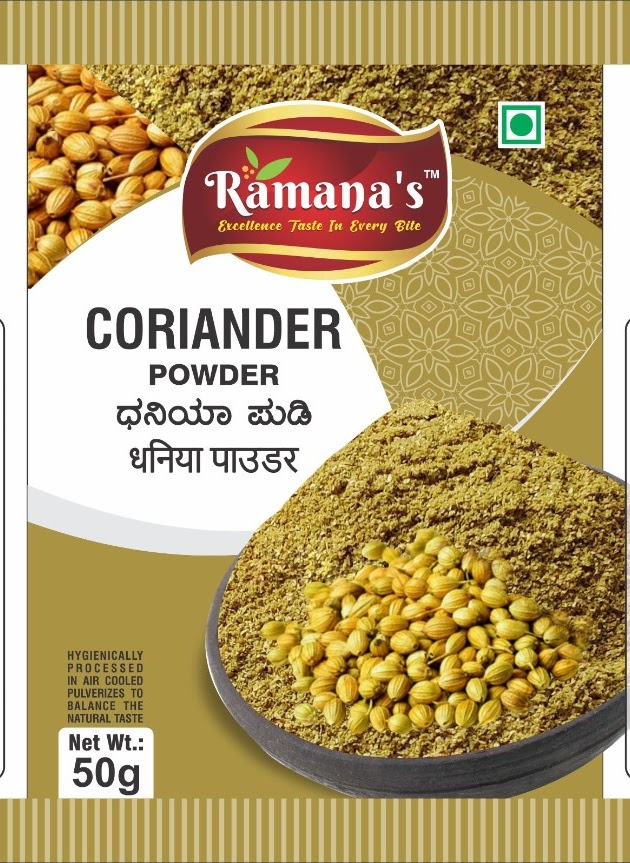 Ramana's™
Excellence Taste In Every Bite
CORIANDER
POWDER
ಧನಿಯಾ ಪುಡಿ
धनिया पाउडर
HYGIENICALLY
PROCESSED
IN AIR COOLED
PULVERIZES TO
BALANCE THE
NATURAL TASTE
Net Wt.:
50g